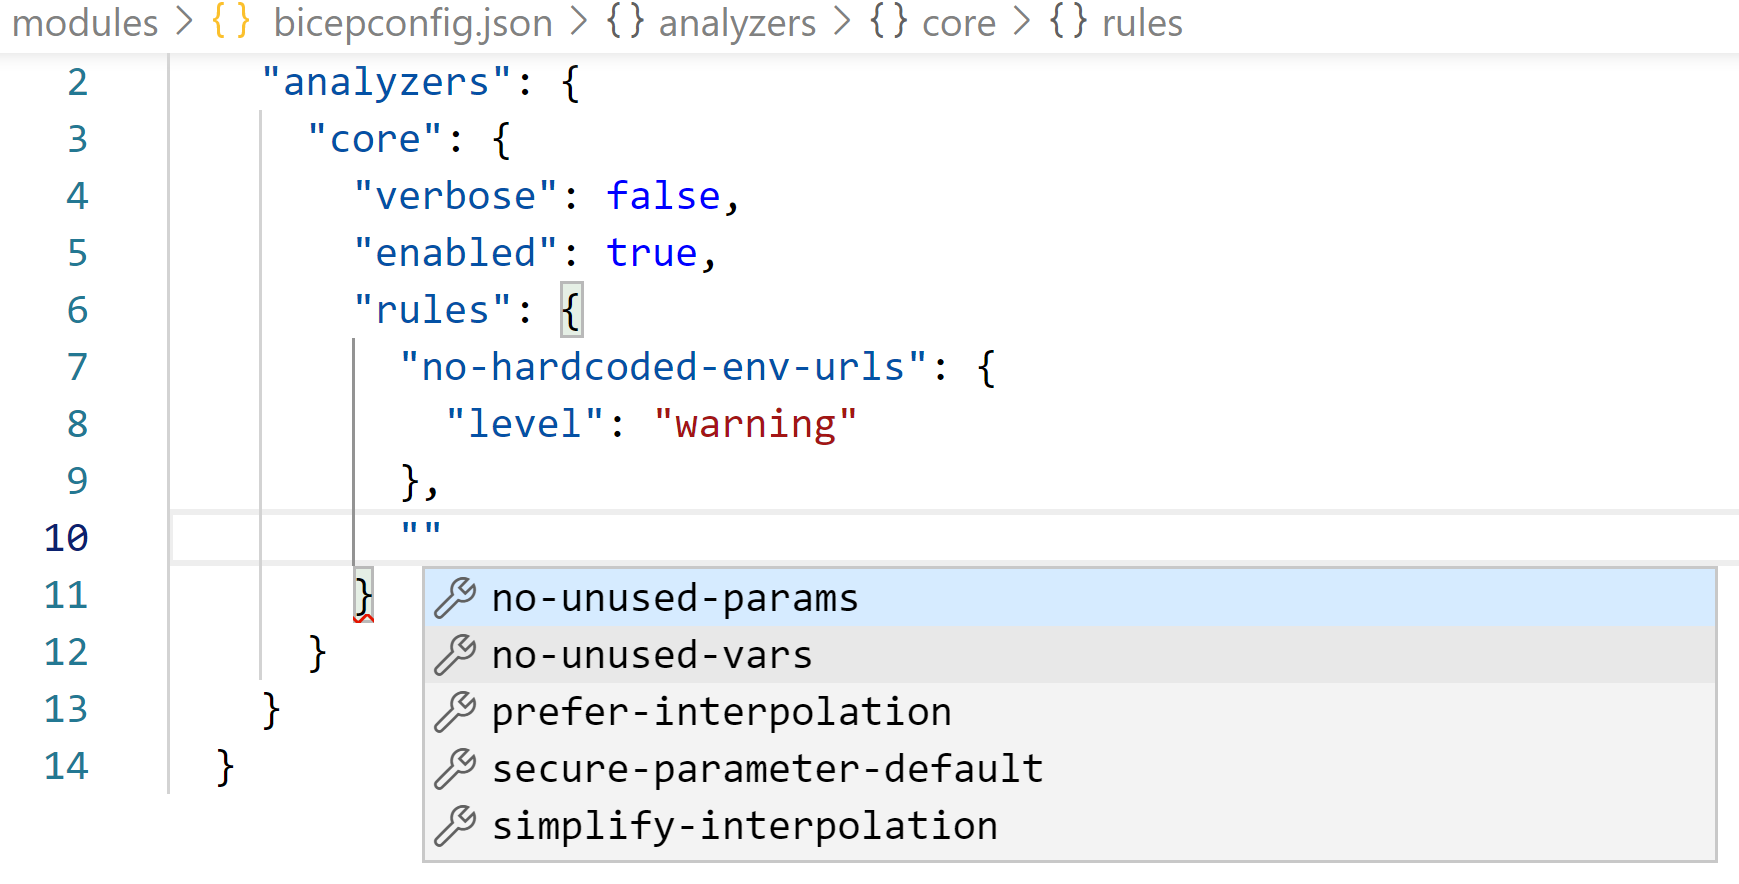 modules > {} bicepconfig.json > {} analyzers > {} core > {} rules
2 "analyzers": {
3 "core": {
4 "verbose": false,
5 "enabled": true,
6 "rules": {
7 "no-hardcoded-env-urls": {
8 "level": "warning"
9 },
10 ""
11 }
12 }
13 }
14 }
no-unused-params
no-unused-vars
prefer-interpolation
secure-parameter-default
simplify-interpolation